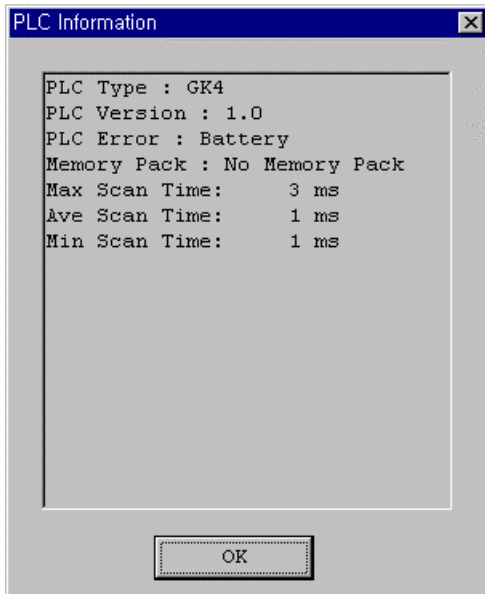 PLC Information
PLC Type : GK4
PLC Version : 1.0
PLC Error : Battery
Memory Pack : No Memory Pack
Max Scan Time:     3 ms
Ave Scan Time:     1 ms
Min Scan Time:     1 ms
OK